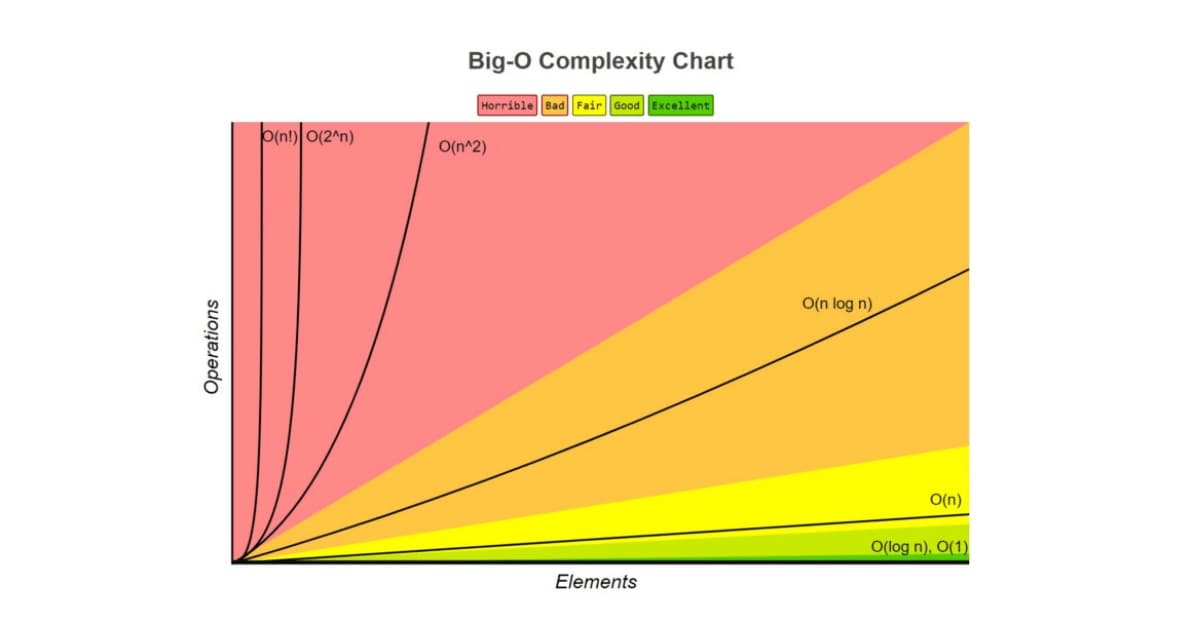 Big-O Complexity Chart
Horrible Bad Fair Good Excellent
O(n!) O(2^n)
O(n^2)
O(n log n)
Operations
O(n)
O(log n), O(1)
Elements